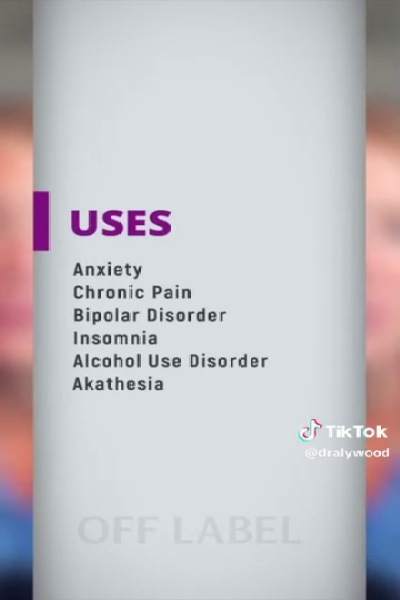 USES
Anxiety
Chronic Pain
Bipolar Disorder
Insomnia
Alcohol Use Disorder
Akathesia
TikTok
@dralywood
OFF LABEL